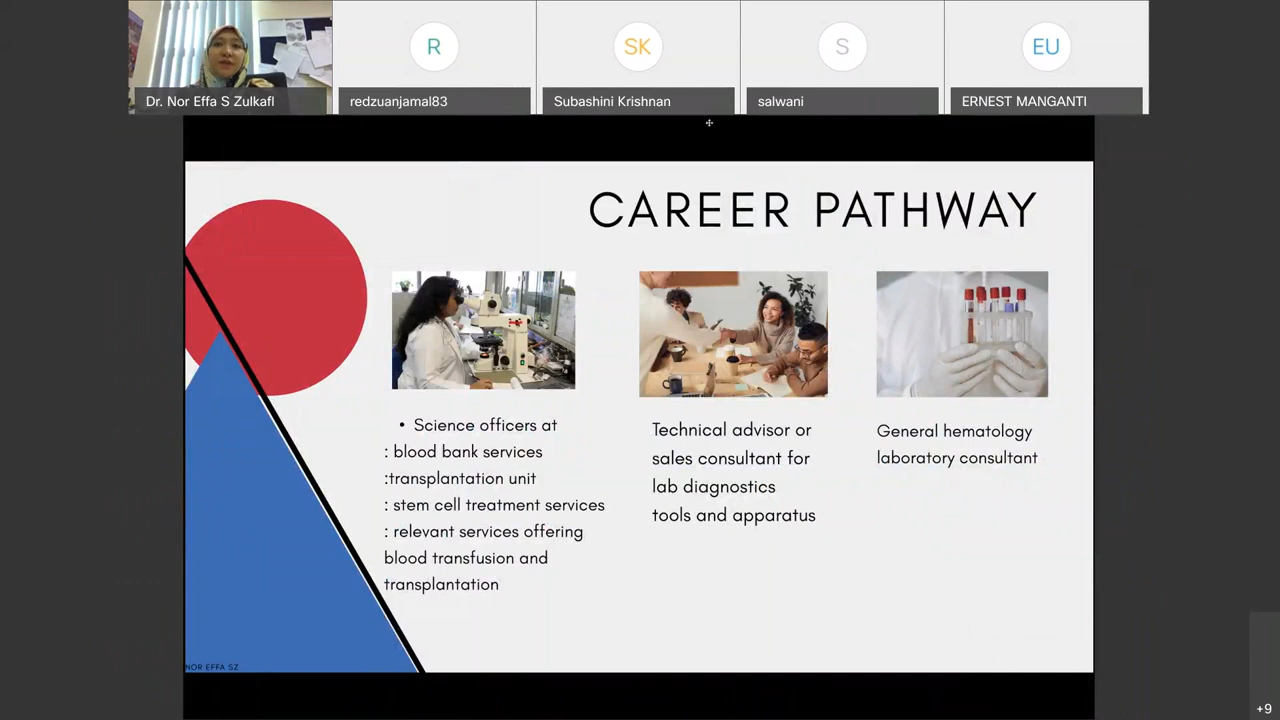 R
SK
S
EU
Dr. Nor Effa S Zulkafl
redzuanjamal83
Subashini Krishnan
salwani
ERNEST MANGANTI
CAREER PATHWAY
• Science officers at
: blood bank services
:transplantation unit
: stem cell treatment services
: relevant services offering
blood transfusion and
transplantation
Technical advisor or
sales consultant for
lab diagnostics
tools and apparatus
General hematology
laboratory consultant
NOR EFFA SZ
+9